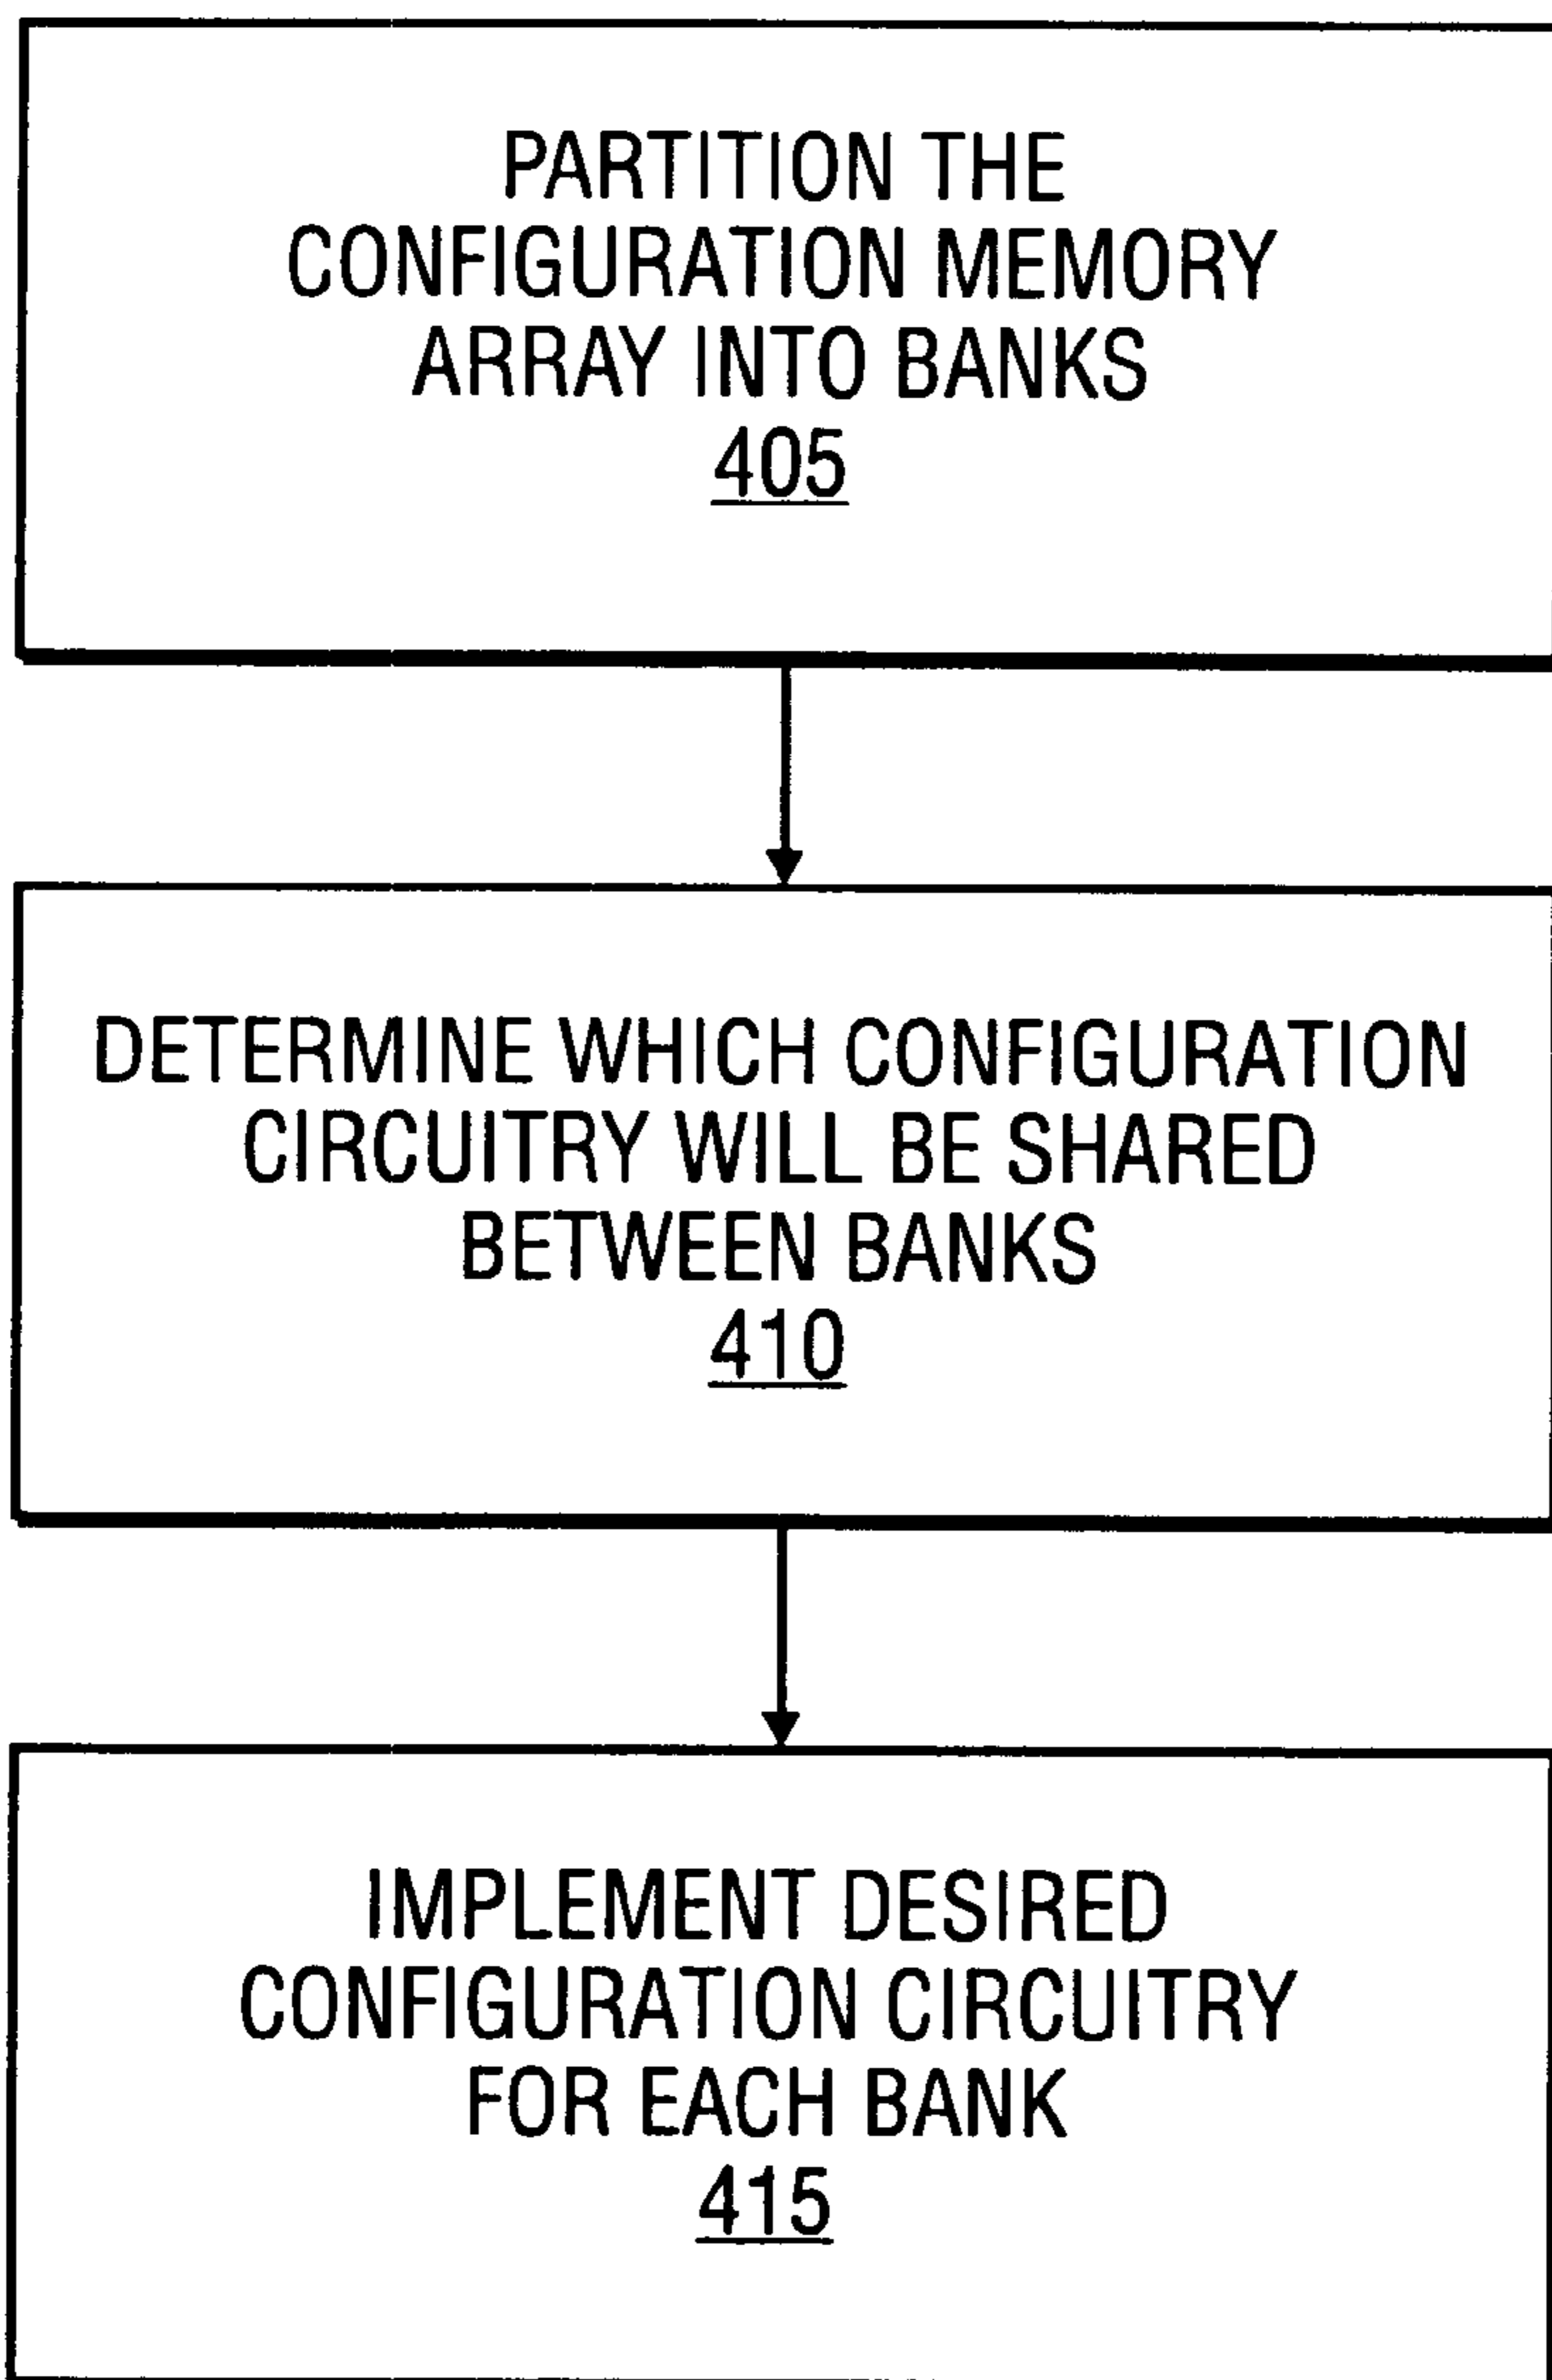 PARTITION THE
CONFIGURATION MEMORY
ARRAY INTO BANKS
405
DETERMINE WHICH CONFIGURATION
CIRCUITRY WILL BE SHARED
BETWEEN BANKS
410
IMPLEMENT DESIRED
CONFIGURATION CIRCUITRY
FOR EACH BANK
415